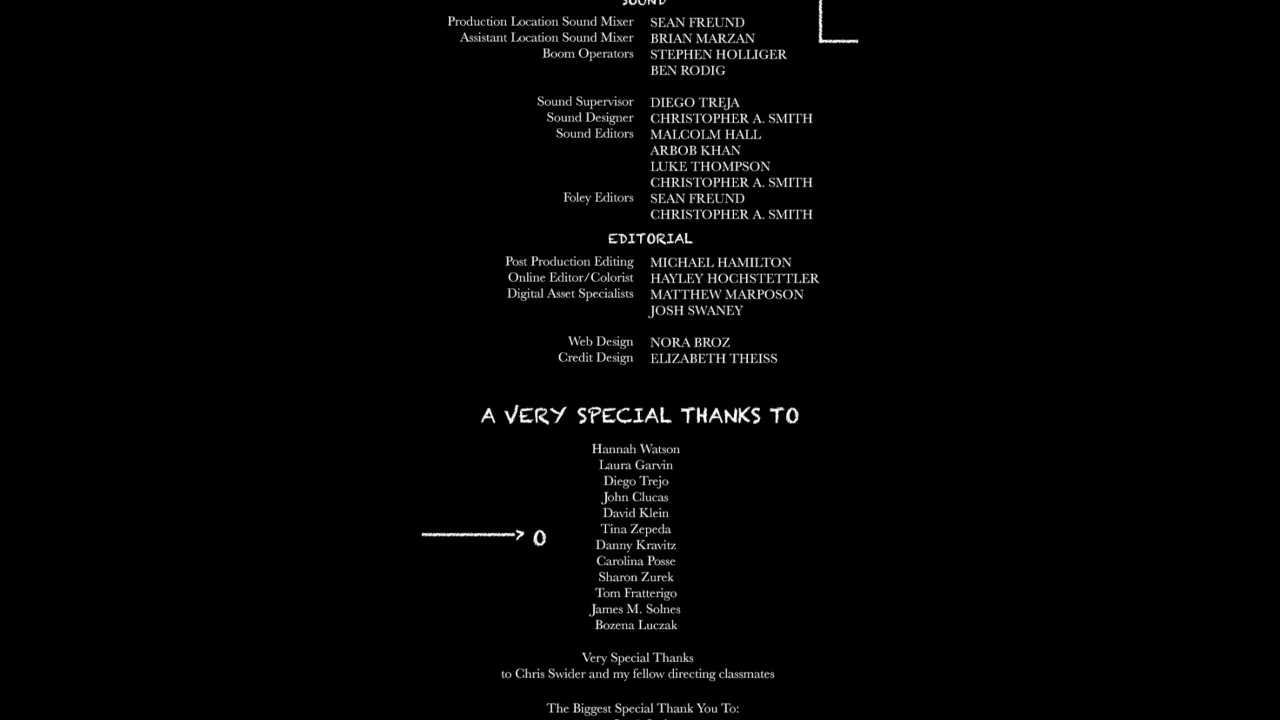 SOUND
Production Location Sound Mixer SEAN FREUND
Assistant Location Sound Mixer BRIAN MARZAN
Boom Operators STEPHEN HOLLIGER
BEN RODIG
Sound Supervisor DIEGO TREJA
Sound Designer CHRISTOPHER A. SMITH
Sound Editors MALCOLM HALL
ARBOB KHAN
LUKE THOMPSON
CHRISTOPHER A. SMITH
Foley Editors SEAN FREUND
CHRISTOPHER A. SMITH
EDITORIAL
Post Production Editing MICHAEL HAMILTON
Online Editor/Colorist HAYLEY HOCHSTETTLER
Digital Asset Specialists MATTHEW MARPOSON
JOSH SWANEY
Web Design NORA BROZ
Credit Design ELIZABETH THEISS
A VERY SPECIAL THANKS TO
Hannah Watson
Laura Garvin
Diego Trejo
John Clucas
David Klein
Tina Zepeda
0
Danny Kravitz
Carolina Posse
Sharon Zurek
Tom Fratterigo
James M. Solnes
Bozena Luczak
Very Special Thanks
to Chris Swider and my fellow directing classmates
The Biggest Special Thank You To: